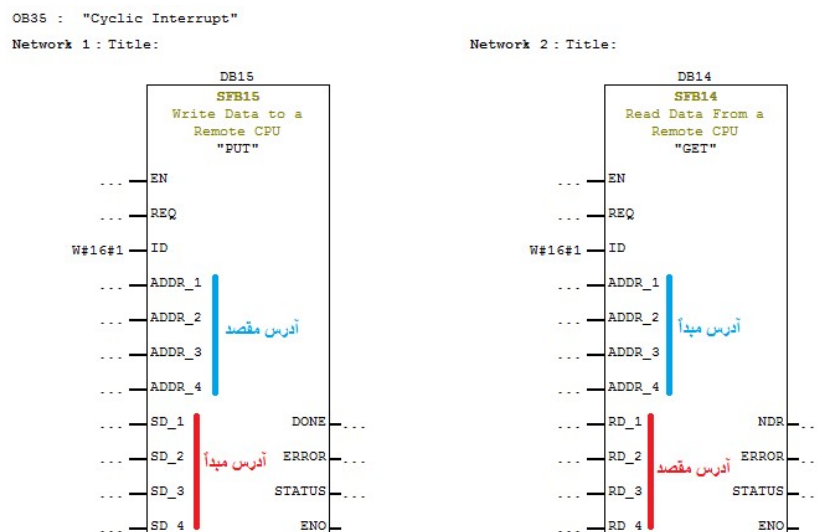 OB35 : "Cyclic Interrupt"
Network 1 : Title:
DB15
SFB15
Write Data to a
Remote CPU
"PUT"
... EN
... REQ
W#16#1 ID
... ADDR_1
... ADDR_2
آدرس مقصد
... ADDR_3
... ADDR_4
... SD_1 DONE ...
... SD_2 آدرس مبدأ ERROR ...
... SD_3 STATUS ...
... SD_4 ENO
Network 2 : Title:
DB14
SFB14
Read Data From a
Remote CPU
"GET"
... EN
... REQ
W#16#1 ID
... ADDR_1
... ADDR_2
آدرس مبدأ
... ADDR_3
... ADDR_4
... RD_1 NDR ..
... RD_2 آدرس مقصد ERROR ..
... RD_3 STATUS ..
... RD_4 ENO